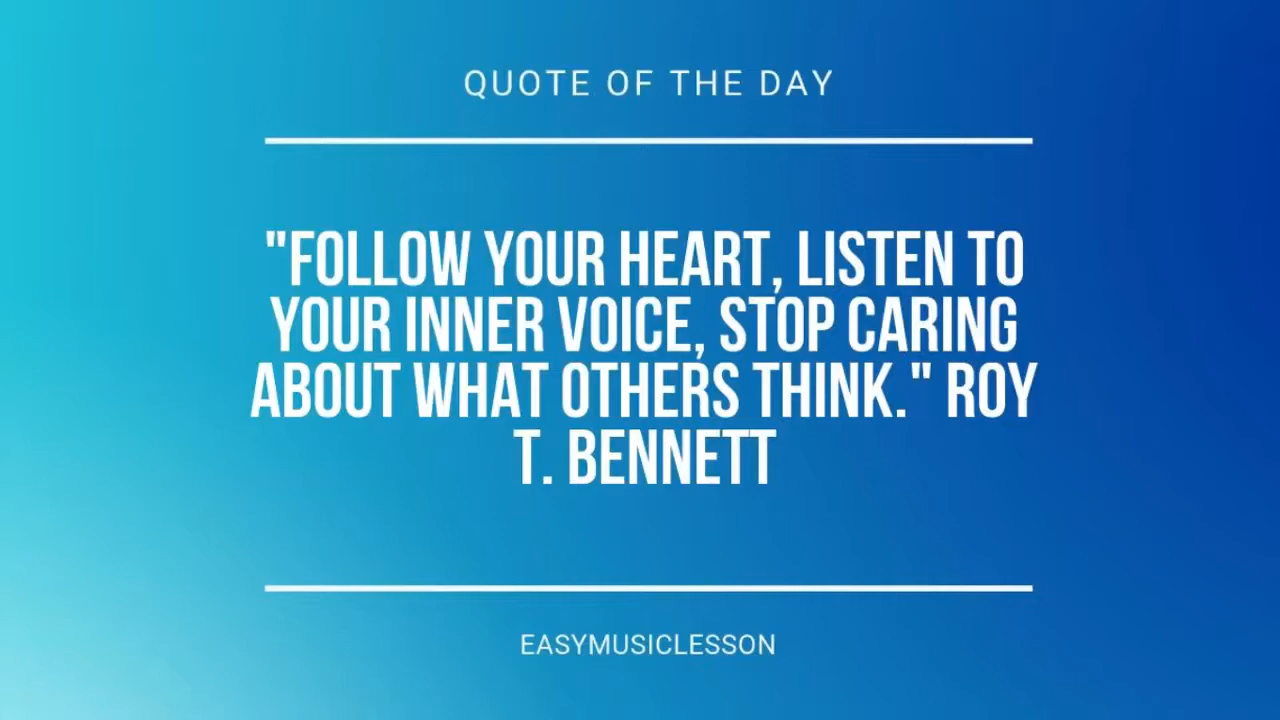 QUOTE OF THE DAY
"FOLLOW YOUR HEART, LISTEN TO
YOUR INNER VOICE, STOP CARING
ABOUT WHAT OTHERS THINK." ROY
T. BENNETT
EASYMUSICLESSON